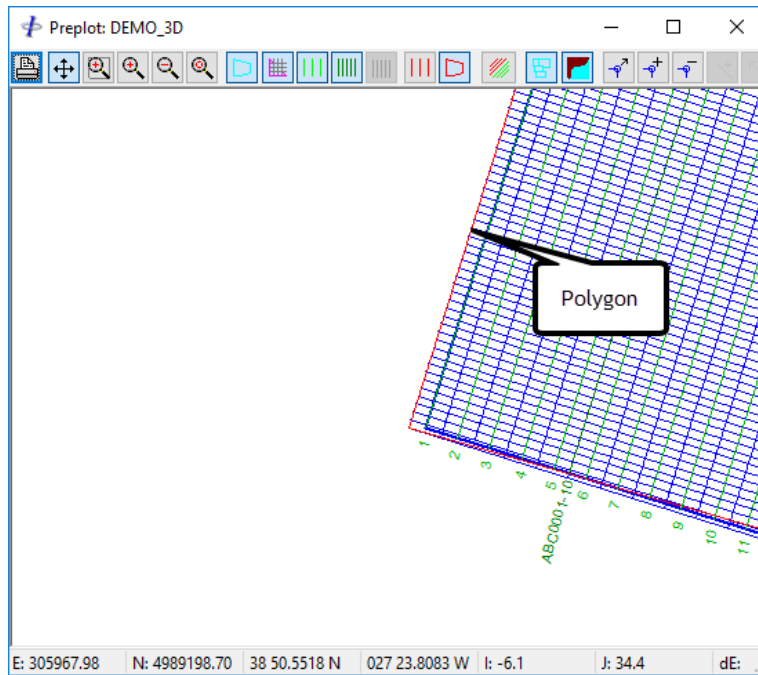 Preplot: DEMO_3D
Polygon
1 2 3 4 5 6 7 8 9 10 11
ABC0001-10
E: 305967.98 N: 4989198.70 38 50.5518 N 027 23.8083 W I: -6.1 J: 34.4 dE: